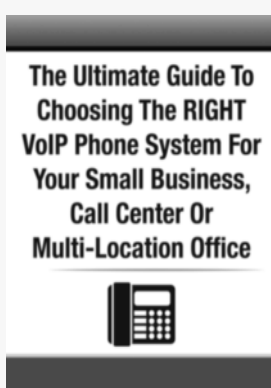 The Ultimate Guide To
Choosing The RIGHT
VoIP Phone System For
Your Small Business,
Call Center Or
Multi-Location Office